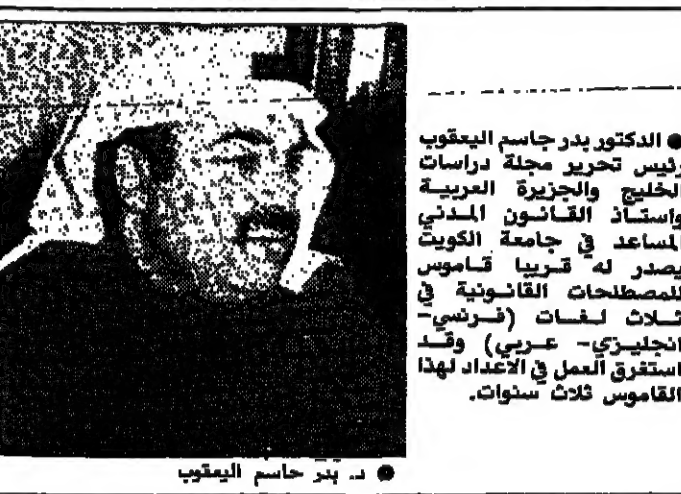 ● الدكتور بدر جاسم اليعقوب
رئيس تحرير مجلة دراسات
الخليج والجزيرة العربية
واستاذ القانون المدني
المساعد في جامعة الكويت
يصدر له قريبا قاموس
للمصطلحات القانونية في
ثلاث لغات (فرنسي-
انجليزي- عربي) وقد
استغرق العمل في الاعداد لهذا
القاموس ثلاث سنوات.
● د. بدر جاسم اليعقوب